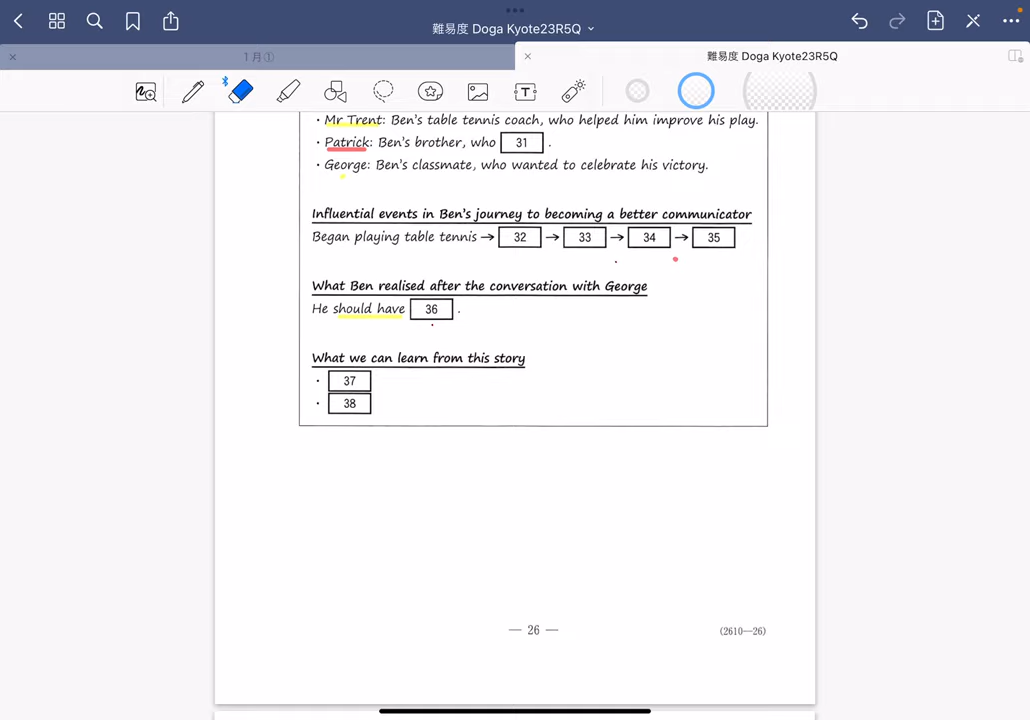 難易度 Doga Kyote23R5Q
1月①
難易度 Doga Kyote23R5Q
T
・Mr Trent: Ben's table tennis coach, who helped him improve his play.
・Patrick: Ben's brother, who 31 .
・George: Ben's classmate, who wanted to celebrate his victory.
Influential events in Ben's journey to becoming a better communicator
Began playing table tennis → 32 → 33 → 34 → 35
What Ben realised after the conversation with George
He should have 36 .
What we can learn from this story
・ 37
・ 38
— 26 —
(2610—26)